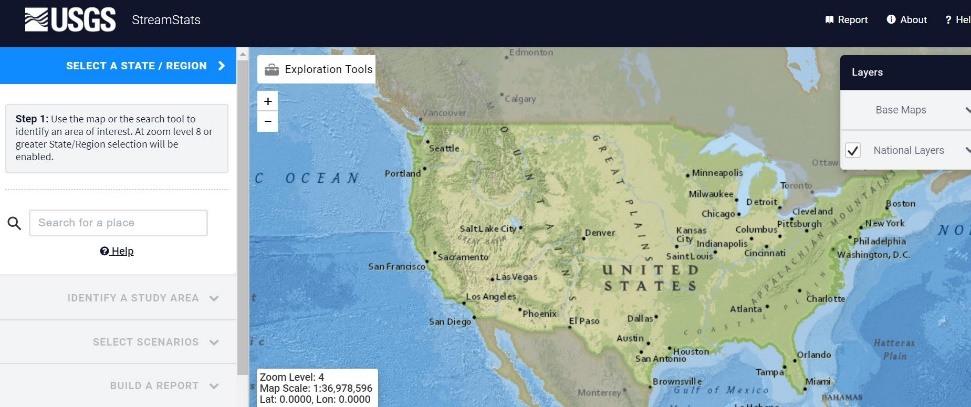 USGS StreamStats
Report
About
? Hel
SELECT A STATE / REGION
Step 1: Use the map or the search tool to
identify an area of interest. At zoom level 8 or
greater State/Region selection will be
enabled.
Search for a place
Help
IDENTIFY A STUDY AREA
SELECT SCENARIOS
BUILD A REPORT
Exploration Tools
+
−
Layers
Base Maps
National Layers
Edmonton
Calgary
Vancouver
Seattle
Portland
C OCEAN
GREAT PLAINS
Minneapolis
Milwaukee
Chicago
Detroit
Ottaw
Toronto
Cleveland
Pittsburgh
Columbus
Boston
New York
Philadelphia
Washington, D.C.
NO
Salt Lake City
Denver
Kansas
City
Indianapolis
Saint Louis
Cincinnati
APPALACHIAN MOUNTAINS
San Francisco
Sacramento
Las Vegas
UNITED
STATES
Los Angeles
Phoenix
San Diego
El Paso
Dallas
Atlanta
Charlotte
COASTAL PLAIN
Austin
Houston
San Antonio
Orlando
Tampa
Miami
Hatteras
Plain
Brownsville
Monterrey
Gulf of Mexico
BAHAMAS
Zoom Level: 4
Map Scale: 1:36,978,596
Lat: 0.0000, Lon: 0.0000